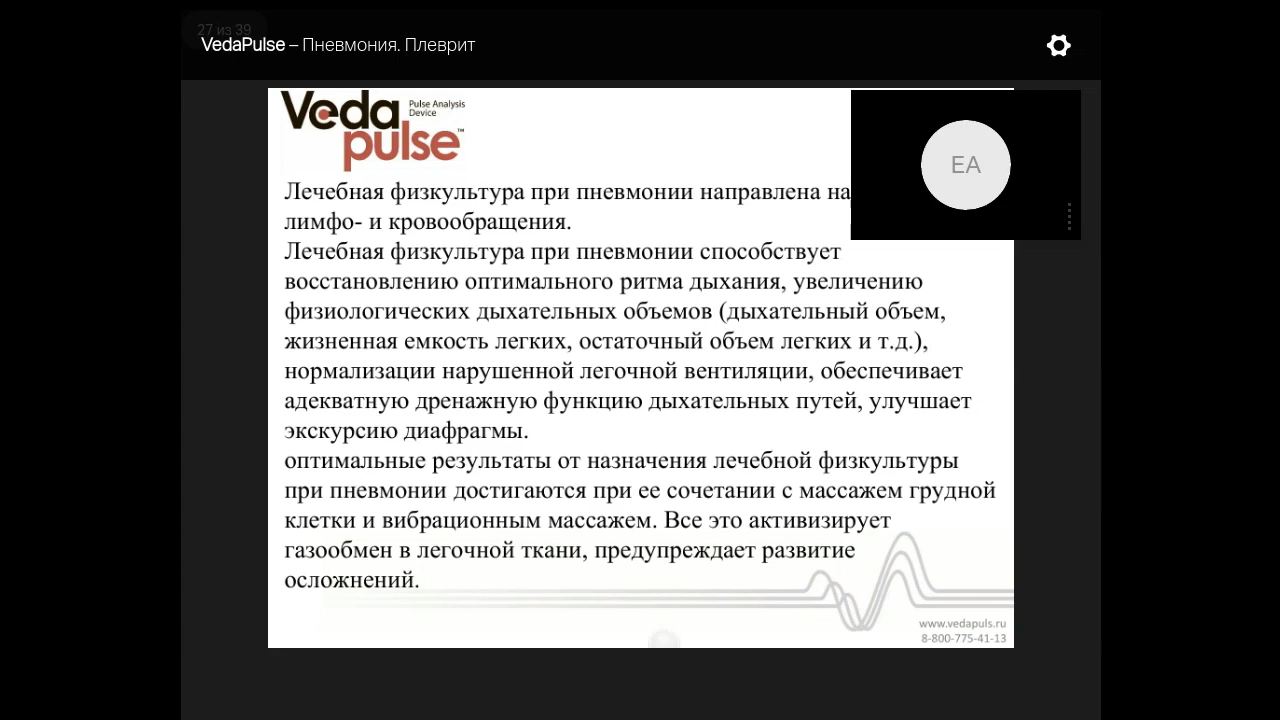 27 из 39
VedaPulse – Пневмония. Плеврит
Veda
pulse™
Pulse Analysis
Device
EA
Лечебная физкультура при пневмонии направлена на
лимфо- и кровообращения.
Лечебная физкультура при пневмонии способствует
восстановлению оптимального ритма дыхания, увеличению
физиологических дыхательных объемов (дыхательный объем,
жизненная емкость легких, остаточный объем легких и т.д.),
нормализации нарушенной легочной вентиляции, обеспечивает
адекватную дренажную функцию дыхательных путей, улучшает
экскурсию диафрагмы.
оптимальные результаты от назначения лечебной физкультуры
при пневмонии достигаются при ее сочетании с массажем грудной
клетки и вибрационным массажем. Все это активизирует
газообмен в легочной ткани, предупреждает развитие
осложнений.
www.vedapuls.ru
8-800-775-41-13